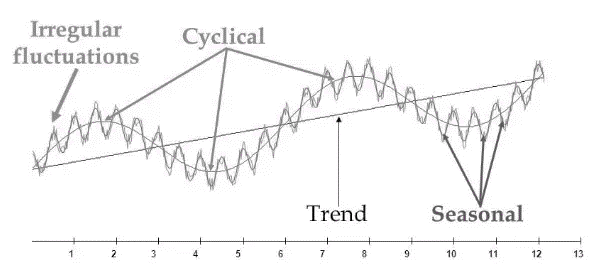 Irregular
fluctuations
Cyclical
Trend
Seasonal
1 2 3 4 5 6 7 8 9 10 11 12 13